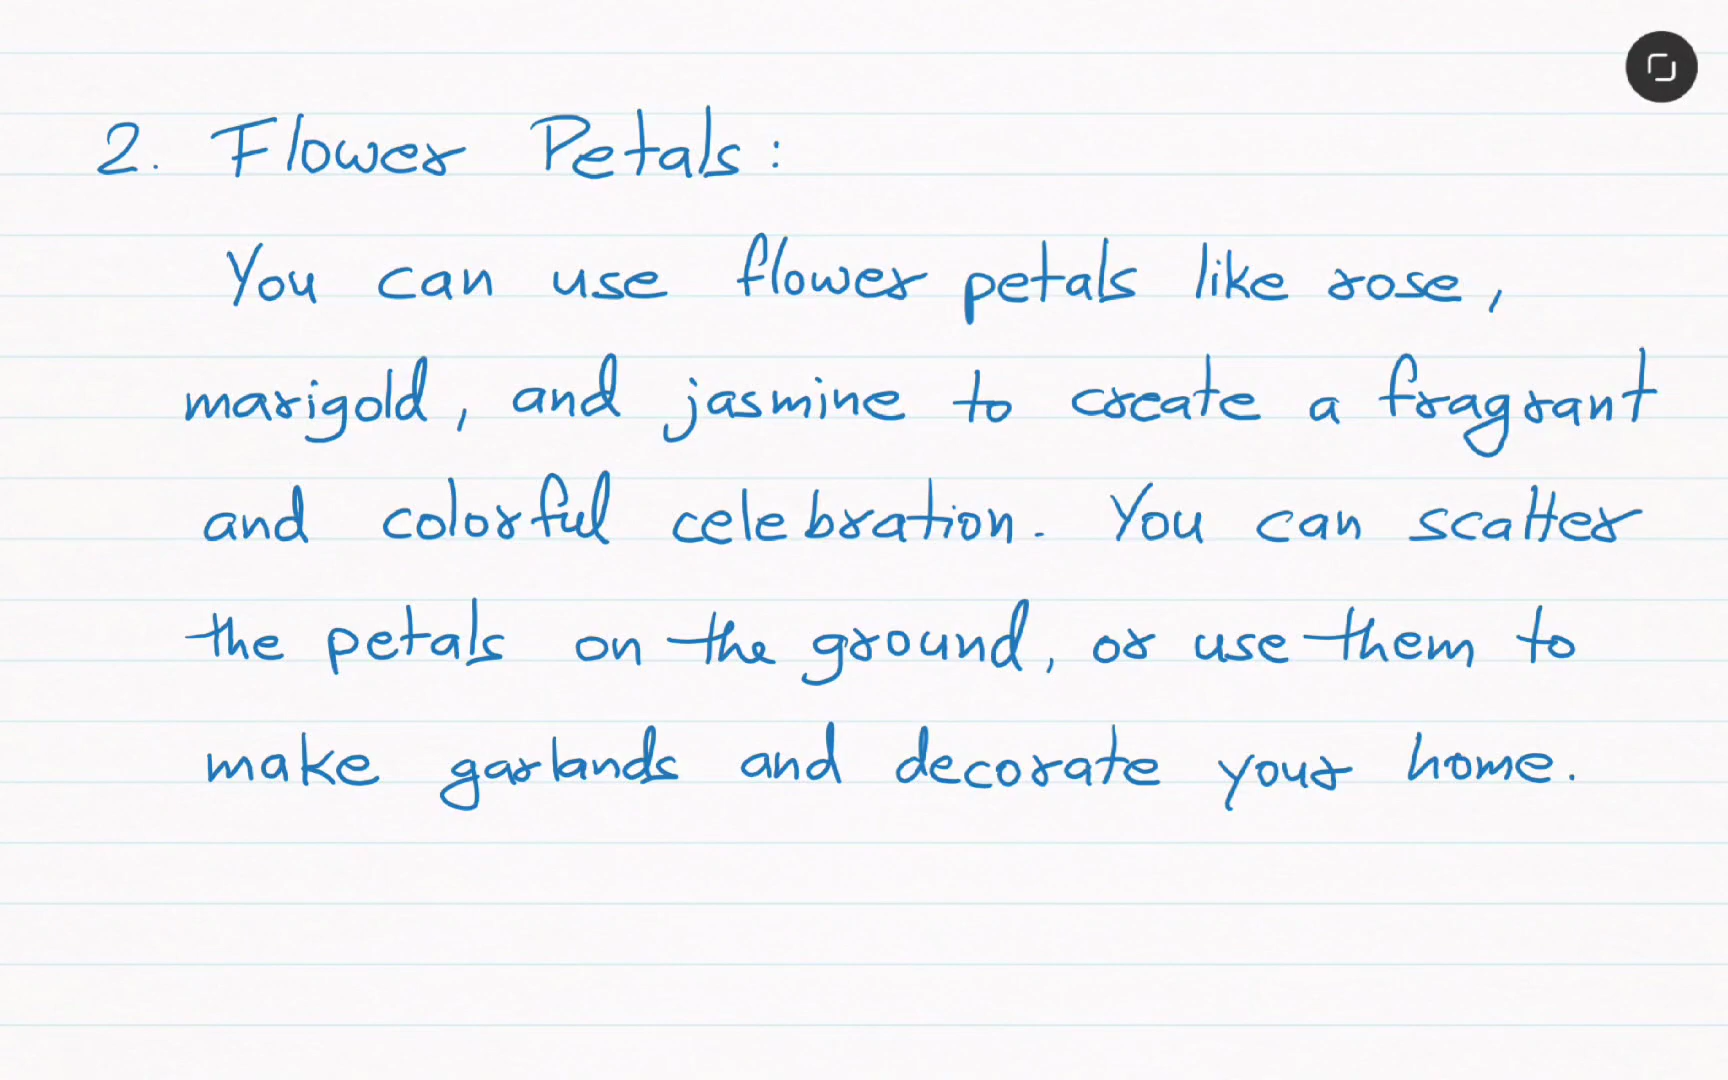 2. Flower Petals:
You can use flower petals like rose,
marigold, and jasmine to create a fragrant
and colorful celebration. You can scatter
the petals on the ground, or use them to
make garlands and decorate your home.